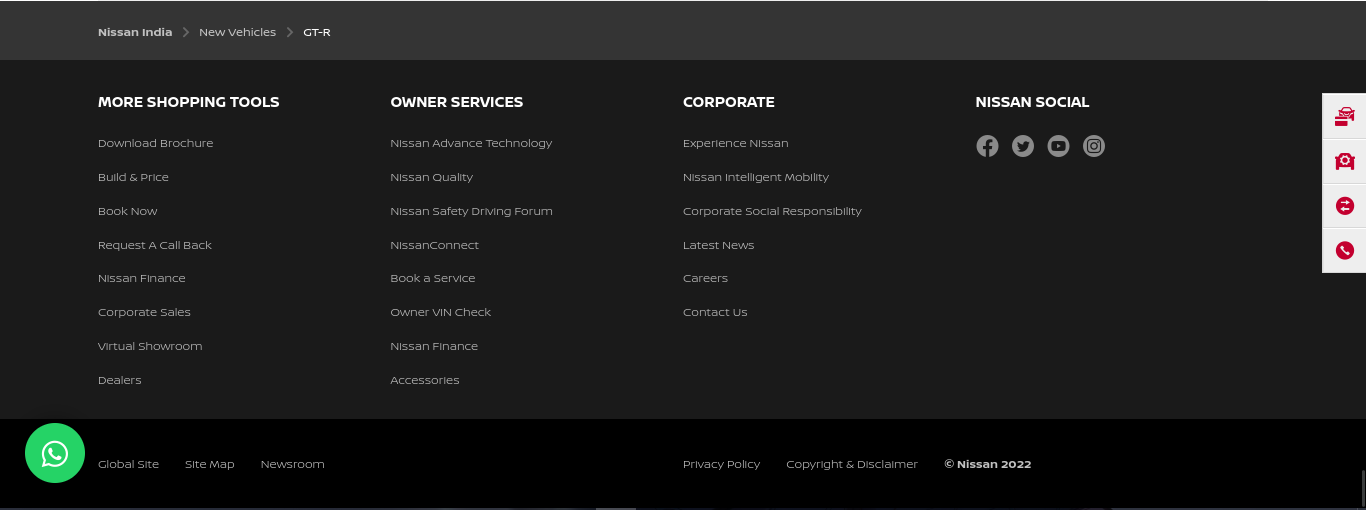 Nissan India New Vehicles GT-R
MORE SHOPPING TOOLS
Download Brochure
Build & Price
Book Now
Request A Call Back
Nissan Finance
Corporate Sales
Virtual Showroom
Dealers
OWNER SERVICES
Nissan Advance Technology
Nissan Quality
Nissan Safety Driving Forum
NissanConnect
Book a Service
Owner VIN Check
Nissan Finance
Accessories
CORPORATE
Experience Nissan
Nissan Intelligent Mobility
Corporate Social Responsibility
Latest News
Careers
Contact Us
NISSAN SOCIAL
Global Site Site Map Newsroom
Privacy Policy Copyright & Disclaimer © Nissan 2022